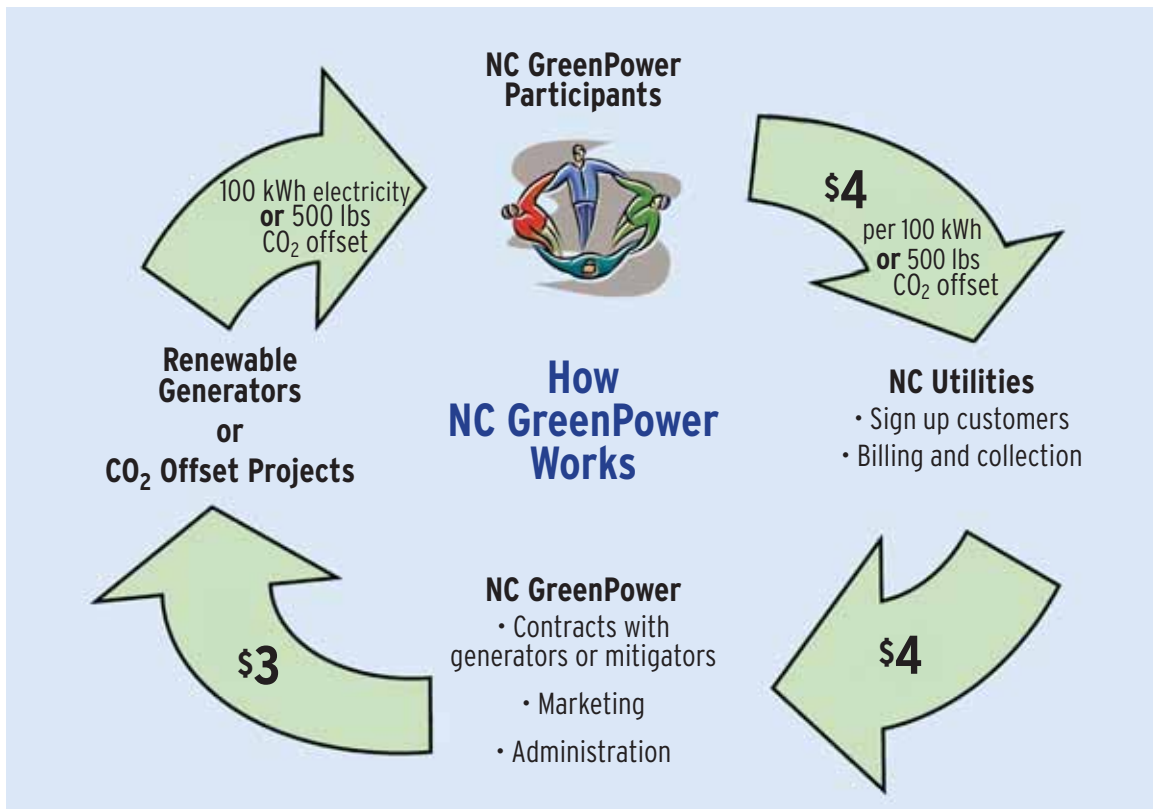 NC GreenPower
Participants
100 kWh electricity
or 500 lbs
CO₂ offset
$4
per 100 kWh
or 500 lbs
CO₂ offset
Renewable
Generators
or
CO₂ Offset Projects
How
NC GreenPower
Works
NC Utilities
• Sign up customers
• Billing and collection
$3
NC GreenPower
• Contracts with
generators or mitigators
• Marketing
• Administration
$4